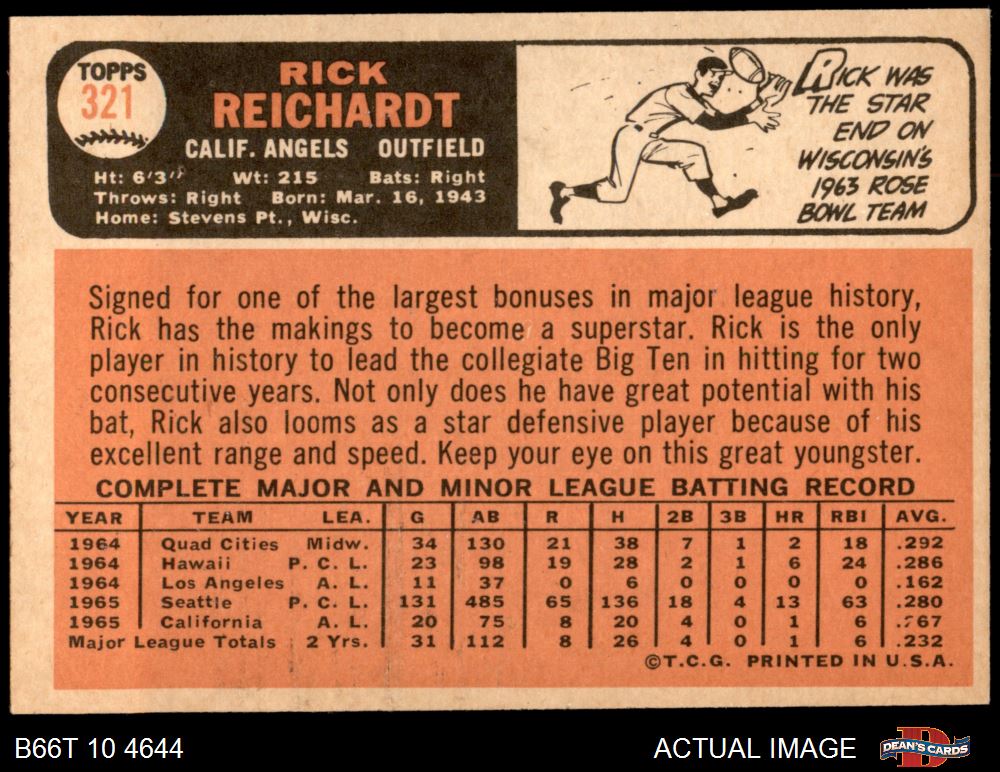 TOPPS
321
RICK
REICHARDT
CALIF. ANGELS OUTFIELD
Ht: 6'3" Wt: 215 Bats: Right
Throws: Right Born: Mar. 16, 1943
Home: Stevens Pt., Wisc.
RICK WAS
THE STAR
END ON
WISCONSIN'S
1963 ROSE
BOWL TEAM
Signed for one of the largest bonuses in major league history,
Rick has the makings to become a superstar. Rick is the only
player in history to lead the collegiate Big Ten in hitting for two
consecutive years. Not only does he have great potential with his
bat, Rick also looms as a star defensive player because of his
excellent range and speed. Keep your eye on this great youngster.
COMPLETE MAJOR AND MINOR LEAGUE BATTING RECORD
YEAR TEAM LEA. G AB R H 2B 3B HR RBI AVG.
1964 Quad Cities Midw. 34 130 21 38 7 1 2 18 .292
1964 Hawaii P. C. L. 23 98 19 28 2 1 6 24 .286
1964 Los Angeles A. L. 11 37 0 6 0 0 0 0 .162
1965 Seattle P. C. L. 131 485 65 136 18 4 13 63 .280
1965 California A. L. 20 75 8 20 4 0 1 6 .267
Major League Totals 2 Yrs. 31 112 8 26 4 0 1 6 .232
©T.C.G. PRINTED IN U.S.A.
B66T 10 4644 ACTUAL IMAGE DEAN'S CARDS